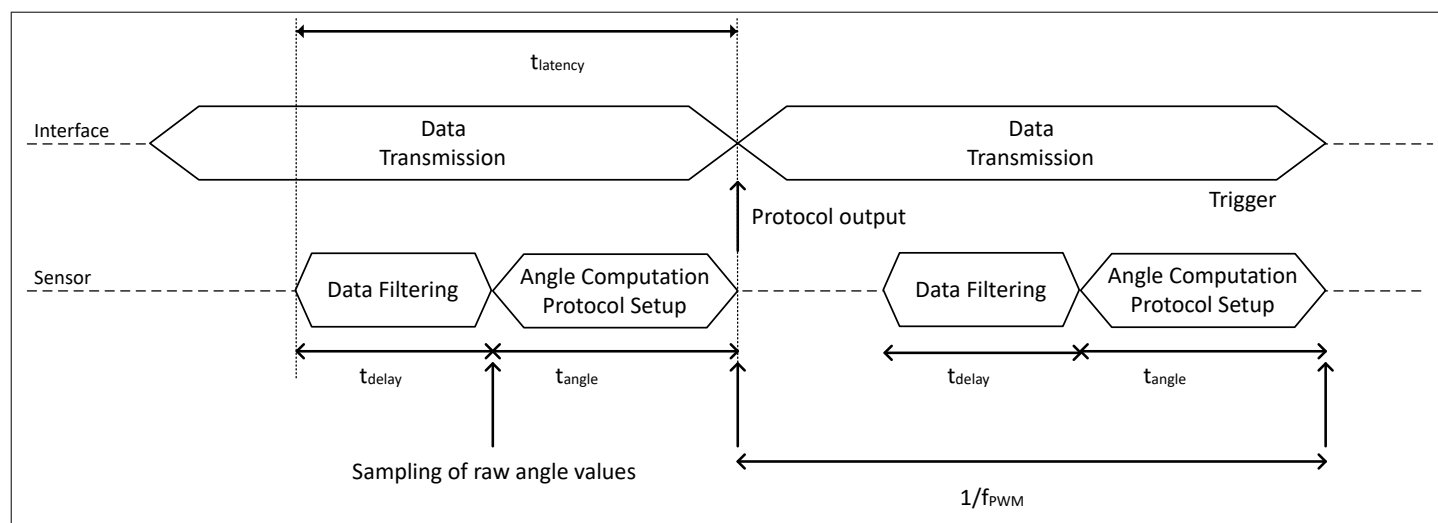 tlatency
Interface
Data
Transmission
Data
Transmission
Trigger
Protocol output
Sensor
Data Filtering
Angle Computation
Protocol Setup
Data Filtering
Angle Computation
Protocol Setup
tdelay
tangle
tdelay
tangle
Sampling of raw angle values
1/fPWM